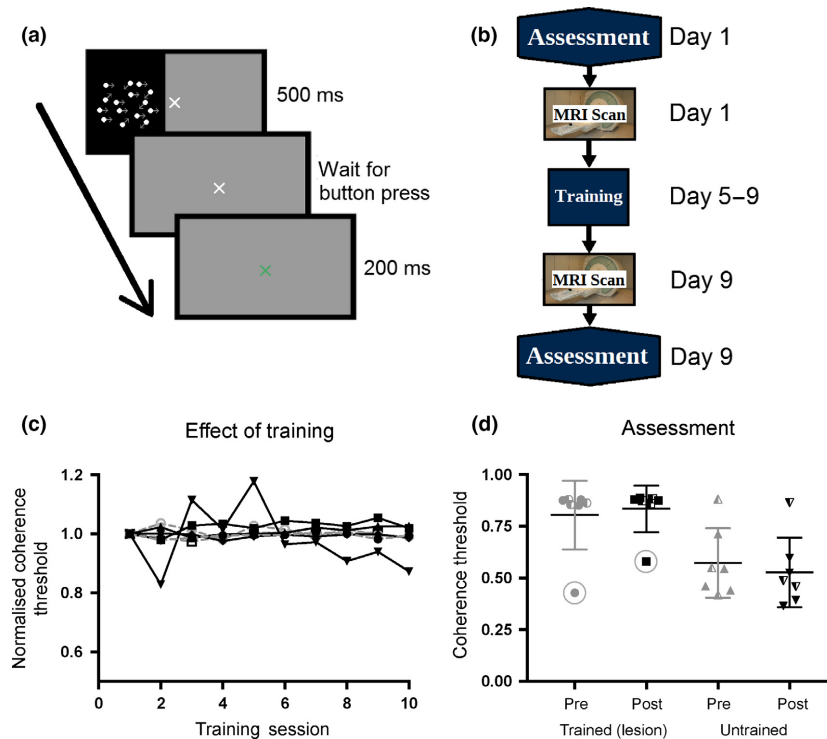 (a)
500 ms
Wait for
button press
200 ms
(b)
Assessment Day 1
MRI Scan Day 1
Training Day 5–9
MRI Scan Day 9
Assessment Day 9
(c)
Effect of training
Normalised coherence
threshold
1.2
1.0
0.8
0.6
0 2 4 6 8 10
Training session
(d)
Assessment
Coherence threshold
1.00
0.75
0.50
0.25
0.00
Pre Post Pre Post
Trained (lesion) Untrained